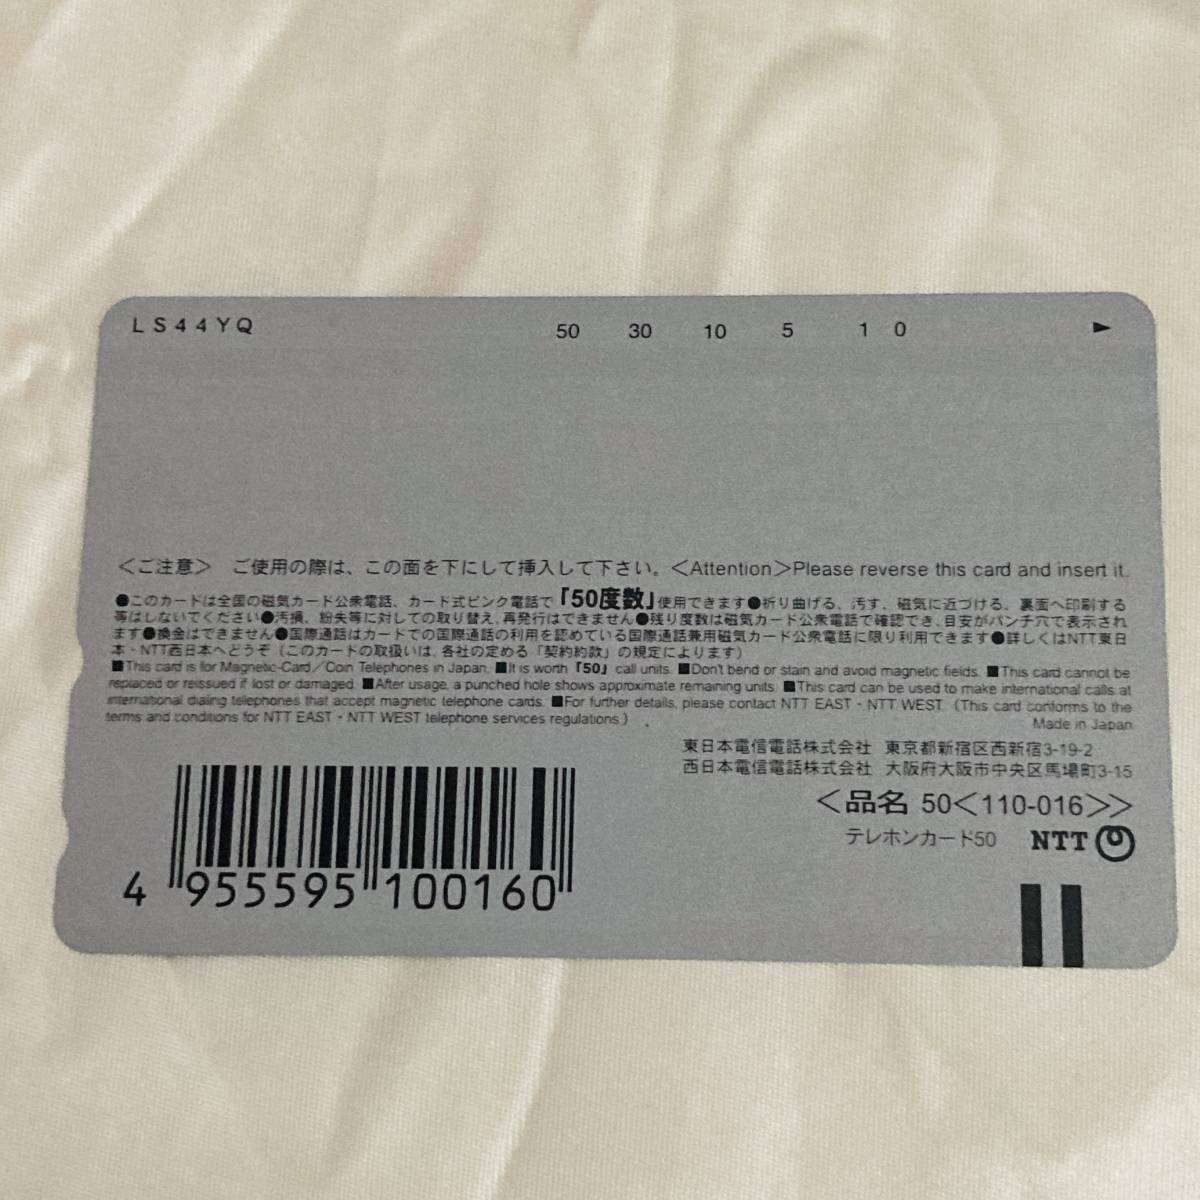 LS44YQ
50 30 10 5 1 0
＜ご注意＞ ご使用の際は、この面を下にして挿入して下さい。＜Attention＞Please reverse this card and insert it.
●このカードは全国の磁気カード公衆電話、カード式ピンク電話で「50度数」使用できます●折り曲げる、汚す、磁気に近づける、裏面へ印刷する
等はしないでください●汚損、紛失等に対しての取り替え、再発行はできません●残り度数は磁気カード公衆電話で確認でき、目安がパンチ穴で表示され
ます●換金はできません●国際通話はカードでの国際通話の利用を認めている国際通話兼用磁気カード公衆電話に限り利用できます●詳しくはNTT東日
本・NTT西日本へどうぞ（このカードの取扱いは、各社の定める「契約約款」の規定によります）
■This card is for Magnetic-Card／Coin Telephones in Japan. ■It is worth「50」call units. ■Don't bend or stain and avoid magnetic fields. ■This card cannot be
replaced or reissued if lost or damaged. ■After usage, a punched hole shows approximate remaining units. ■This card can be used to make international calls at
international dialing telephones that accept magnetic telephone cards. ■For further details, please contact NTT EAST・NTT WEST. (This card conforms to the
terms and conditions for NTT EAST・NTT WEST telephone services regulations.)
Made in Japan
東日本電信電話株式会社 東京都新宿区西新宿3-19-2
西日本電信電話株式会社 大阪府大阪市中央区馬場町3-15
＜品名 50＜110-016＞＞
テレホンカード50 NTT
4 955595 100160